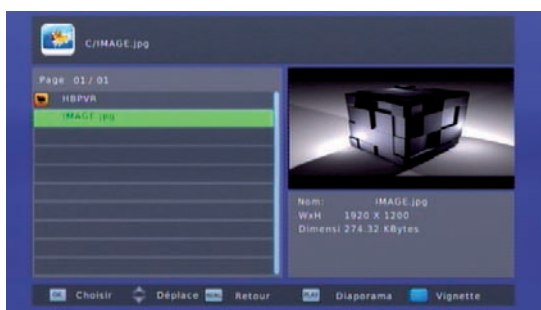 C/IMAGE.jpg
Page 01/01
HBPVR
IMAGE.jpg
Nom: IMAGE.jpg
WxH 1920 X 1200
Dimensi 274.32 KBytes
OK Choisir Déplace MENU Retour PLAY Diaporama Vignette